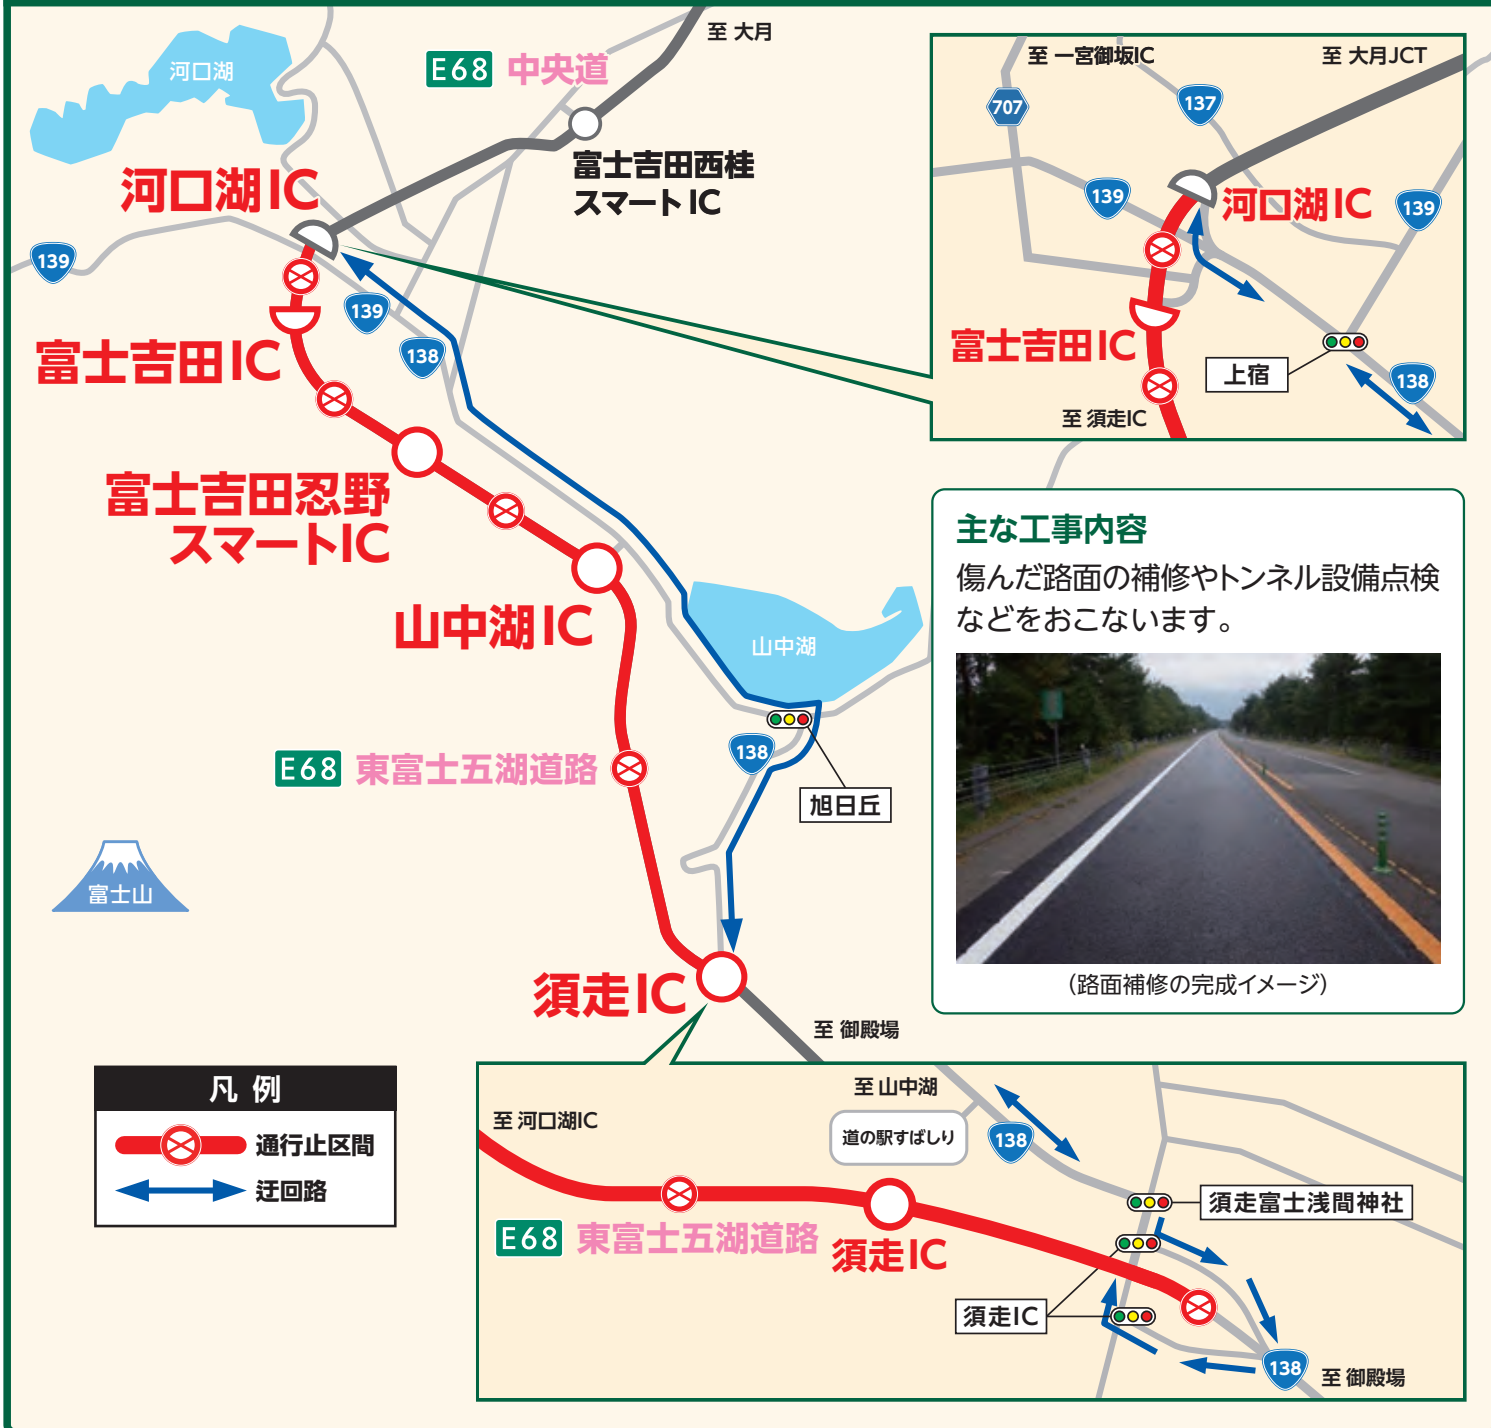 至 大月
河口湖
E68 中央道
富士吉田西桂
スマートIC
河口湖IC
139
139
138
富士吉田IC
富士吉田忍野
スマートIC
山中湖IC
山中湖
138
E68 東富士五湖道路
旭日丘
富士山
須走IC
至 御殿場
至 一宮御坂IC
至 大月JCT
707
137
139
139
河口湖IC
富士吉田IC
上宿
138
至 須走IC
主な工事内容
傷んだ路面の補修やトンネル設備点検
などをおこないます。
(路面補修の完成イメージ)
凡 例
通行止区間
迂回路
至 山中湖
至 河口湖IC
道の駅すばしり
138
須走富士浅間神社
E68 東富士五湖道路
須走IC
須走IC
138
至 御殿場